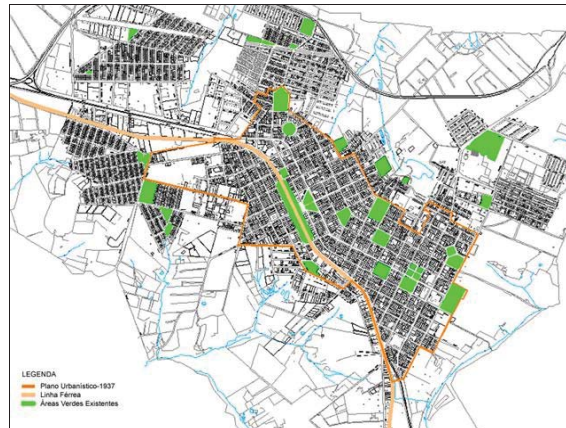 LEGENDA
Plano Urbanístico-1937
Linha Férrea
Áreas Verdes Existentes